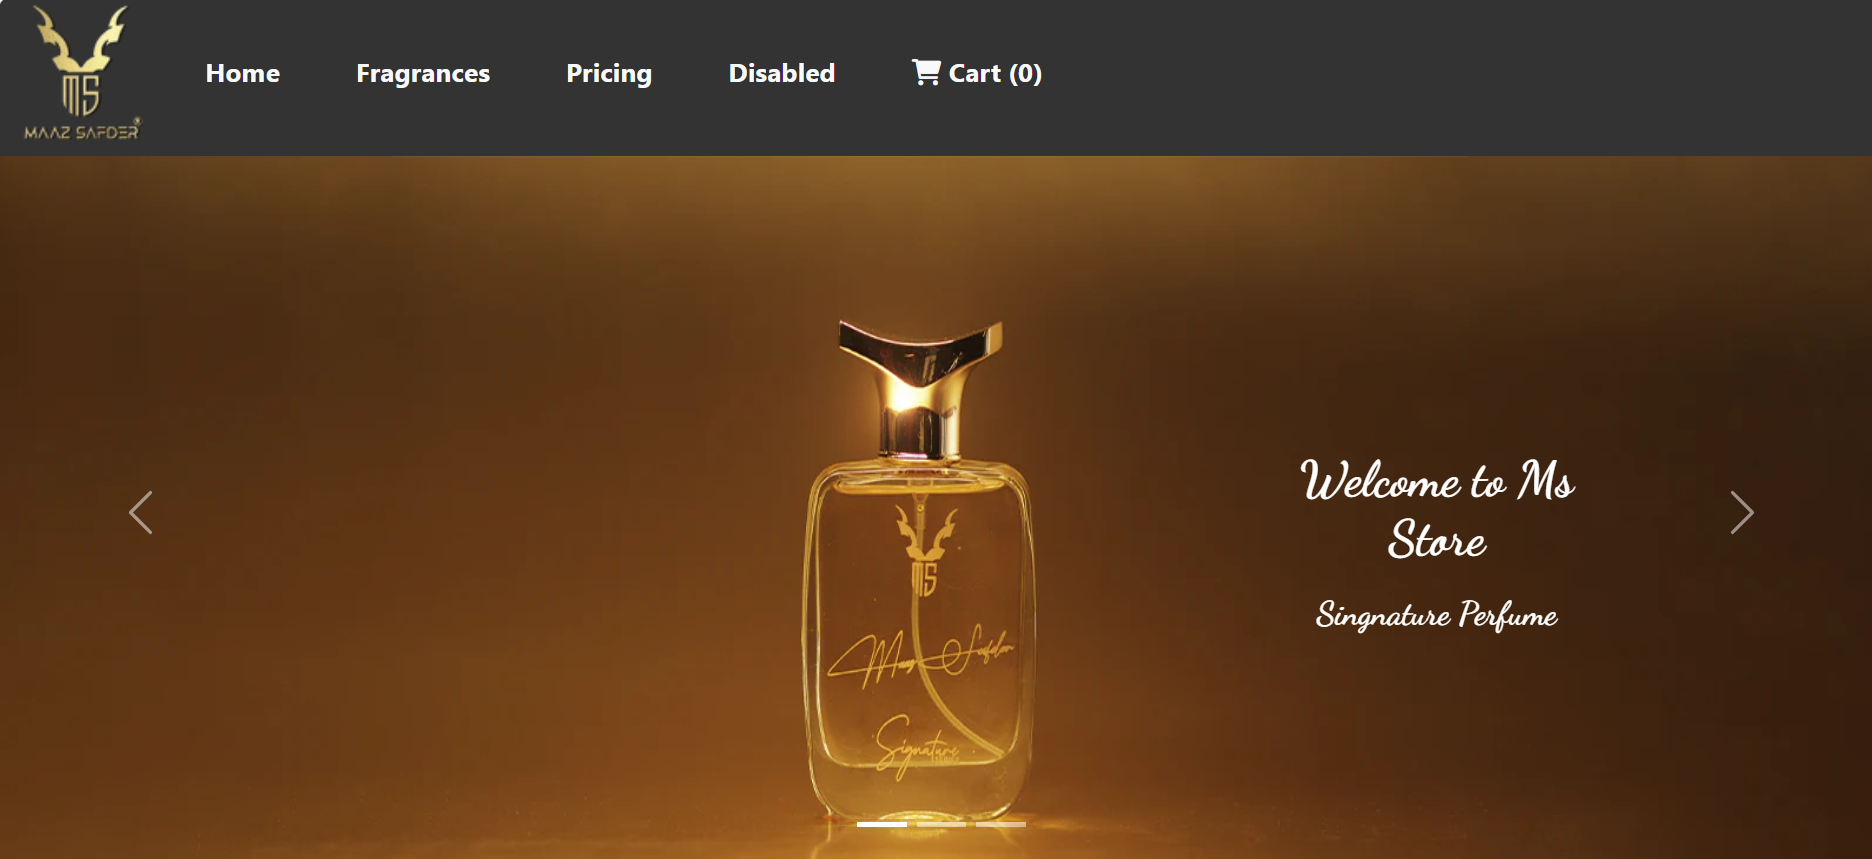 MS
MAAZ SAFDER®
Home
Fragrances
Pricing
Disabled
Cart (0)
MS
Maaz Safder
Signature
Welcome to Ms
Store
Singnature Perfume